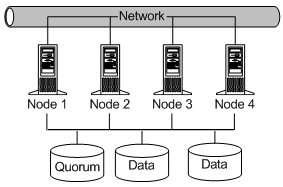 Network
Node 1 Node 2 Node 3 Node 4
Quorum Data Data